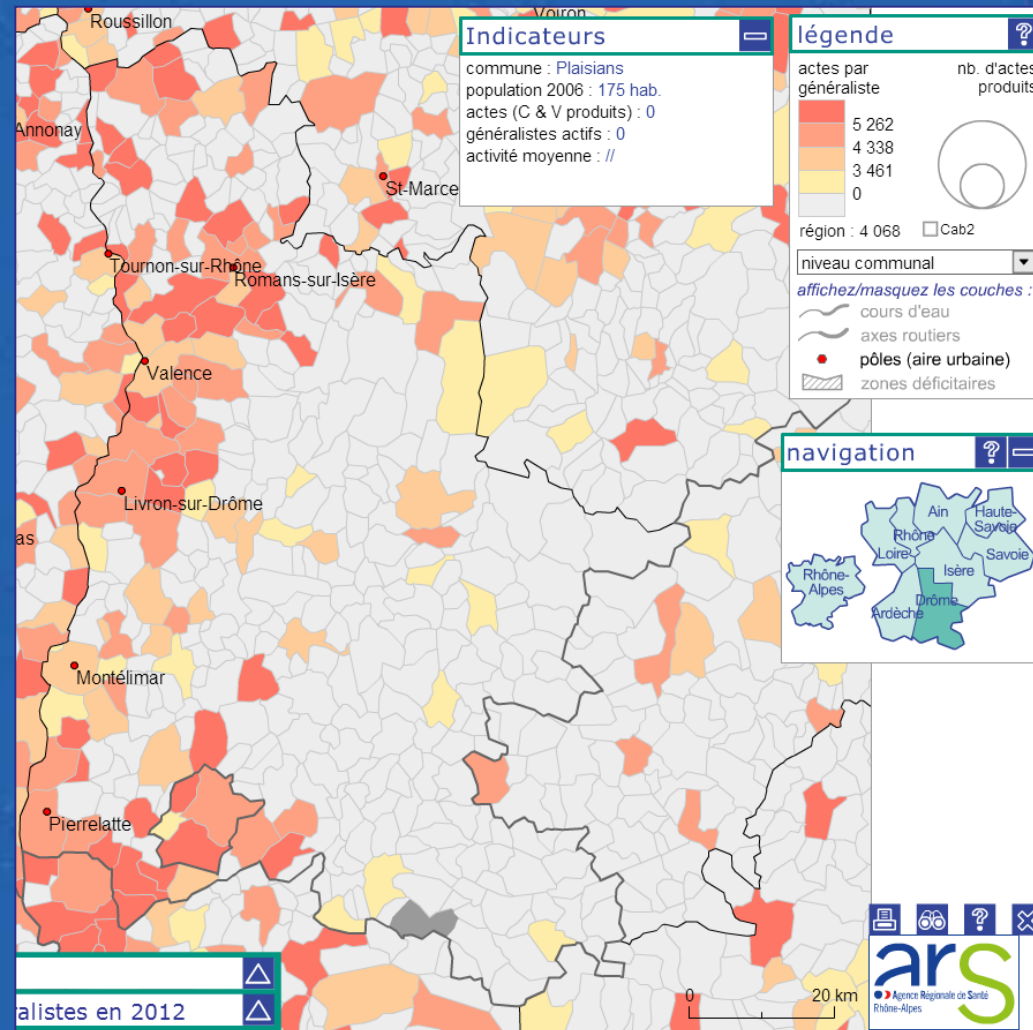 Roussillon
Voiron
Annonay
St-Marce
Tournon-sur-Rhône
Romans-sur-Isère
Valence
Livron-sur-Drôme
as
Montélimar
Pierrelatte
Indicateurs
commune : Plaisians
population 2006 : 175 hab.
actes (C & V produits) : 0
généralistes actifs : 0
activité moyenne : //
légende ?
actes par généraliste
nb. d'actes produits
5 262
4 338
3 461
0
région : 4 068
Cab2
niveau communal
affichez/masquez les couches :
cours d'eau
axes routiers
pôles (aire urbaine)
zones déficitaires
navigation ?
Ain
Haute-Savoie
Rhône
Loire
Savoie
Isère
Rhône-Alpes
Drôme
Ardèche
0 20 km
alistes en 2012
?
ars
Agence Régionale de Santé
Rhône-Alpes